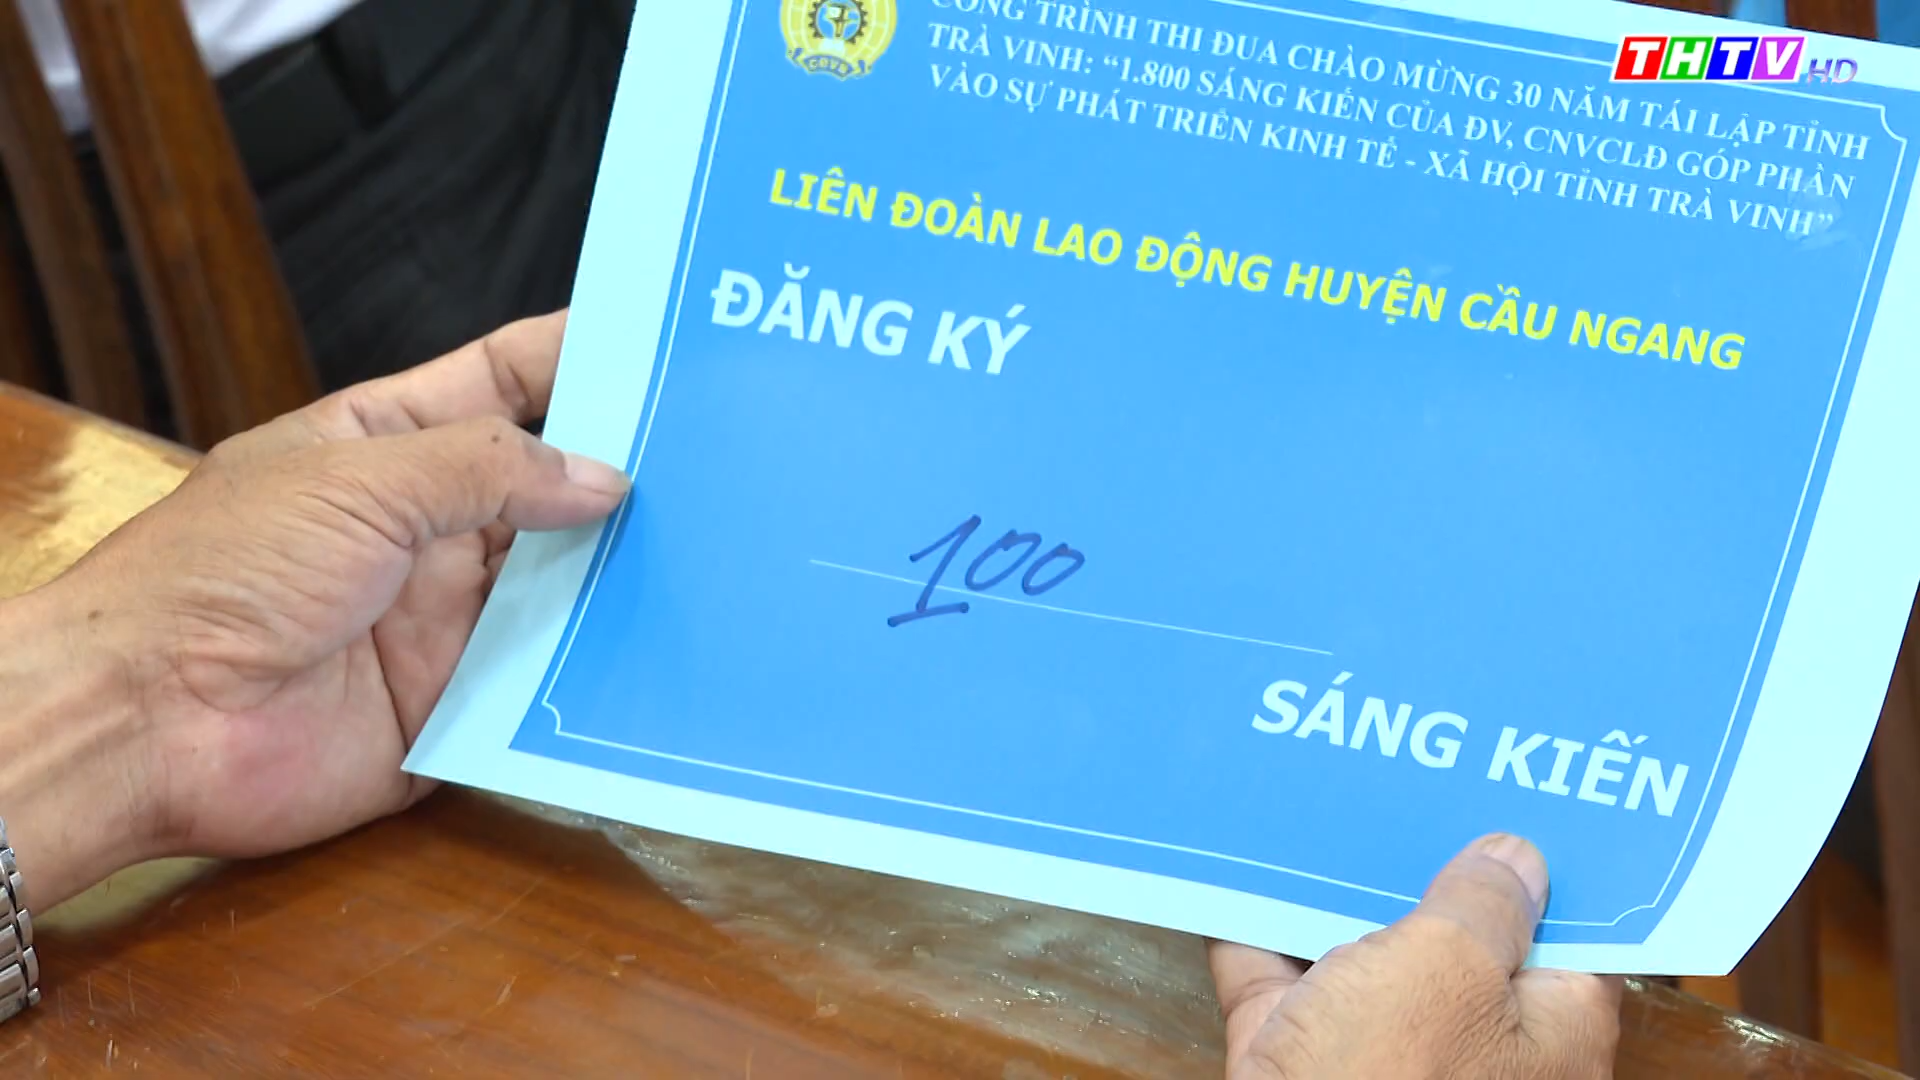 CÔNG TRÌNH THI ĐUA CHÀO MỪNG 30 NĂM TÁI LẬP TỈNH
TRÀ VINH: “1.800 SÁNG KIẾN CỦA ĐV, CNVCLĐ GÓP PHẦN
VÀO SỰ PHÁT TRIỂN KINH TẾ - XÃ HỘI TỈNH TRÀ VINH”
LIÊN ĐOÀN LAO ĐỘNG HUYỆN CẦU NGANG
ĐĂNG KÝ
100
SÁNG KIẾN
THTV HD